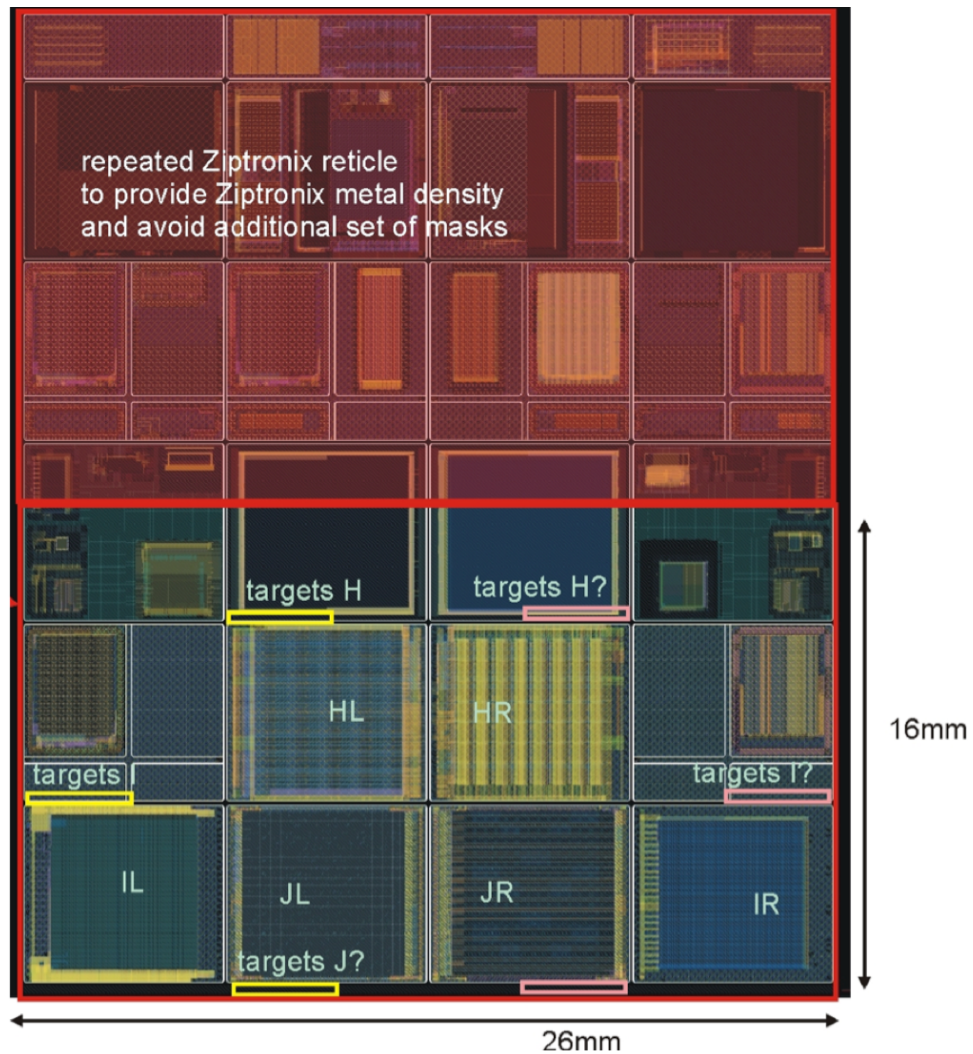 repeated Ziptronix reticle
to provide Ziptronix metal density
and avoid additional set of masks
targets H
targets H?
HL
HR
16mm
targets I
targets I?
IL
JL
JR
IR
targets J?
26mm